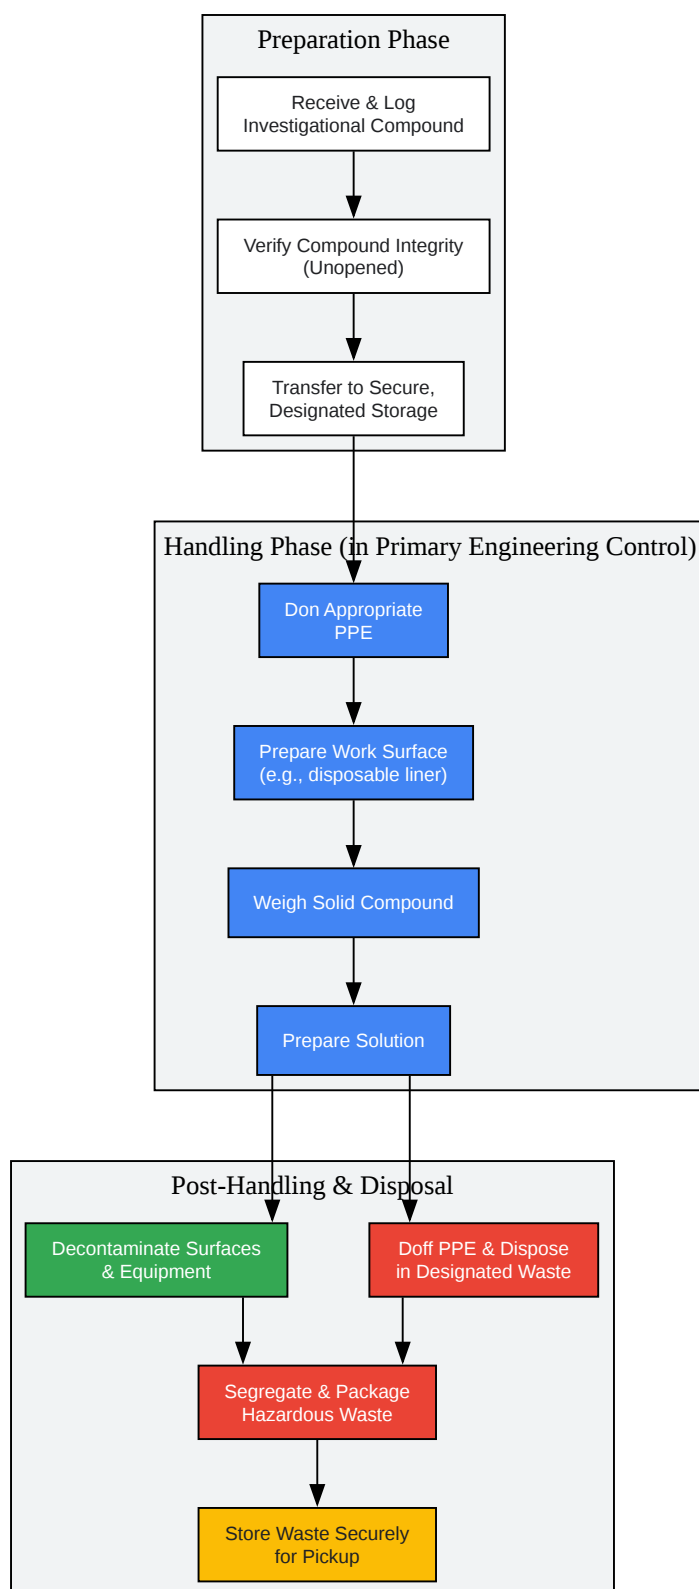 Preparation Phase
Receive & Log
Investigational Compound
Verify Compound Integrity
(Unopened)
Transfer to Secure,
Designated Storage
Handling Phase (in Primary Engineering Control)
Don Appropriate
PPE
Prepare Work Surface
(e.g., disposable liner)
Weigh Solid Compound
Prepare Solution
Post-Handling & Disposal
Decontaminate Surfaces
& Equipment
Doff PPE & Dispose
in Designated Waste
Segregate & Package
Hazardous Waste
Store Waste Securely
for Pickup